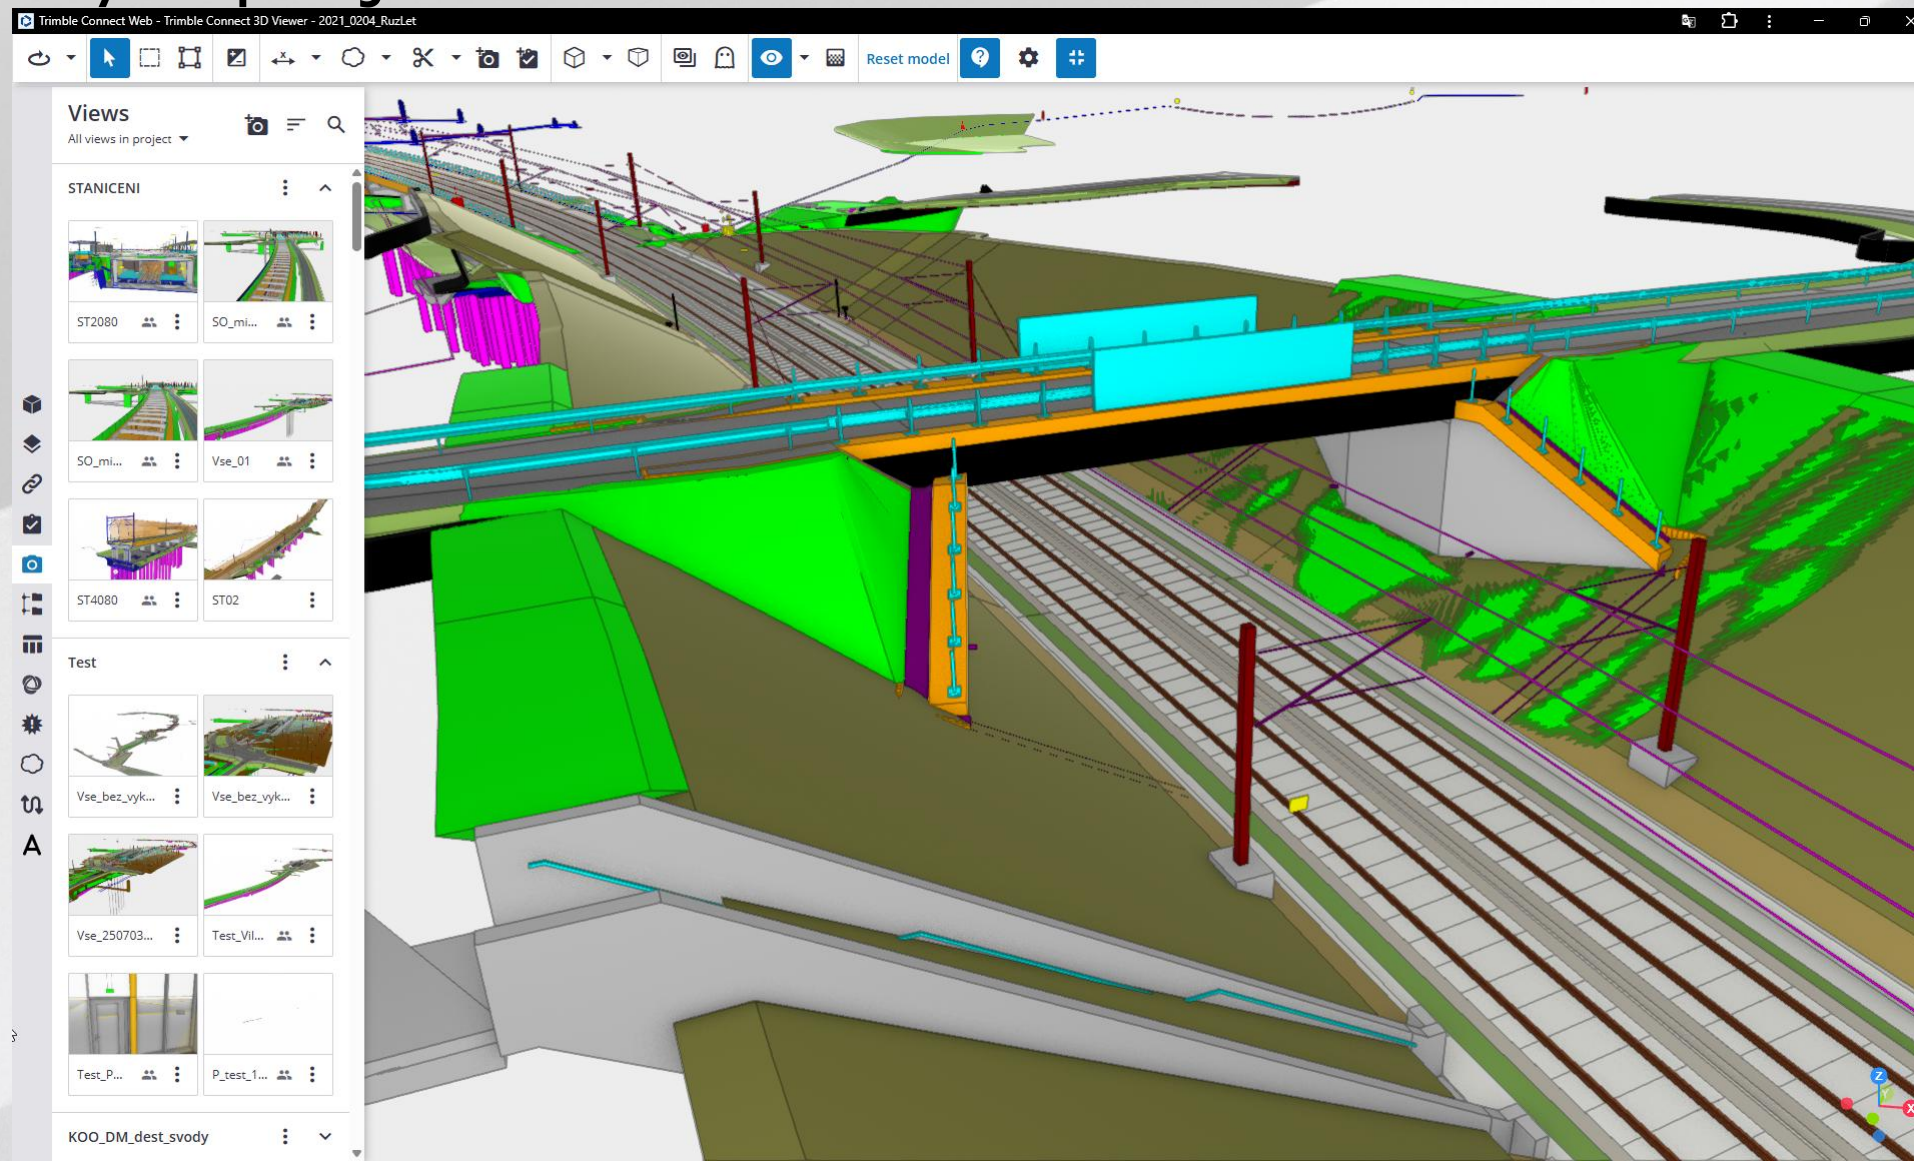 Trimble Connect Web - Trimble Connect 3D Viewer - 2021_0204_RuzLet
Reset model
Views
All views in project
STANICENI
ST2080
SO_mi...
SO_mi...
Vse_01
ST4080
ST02
Test
Vse_bez_vyk...
Vse_bez_vyk...
Vse_250703...
Test_Vil...
Test_P...
P_test_1...
KOO_DM_dest_svody
A
Z
Y
X